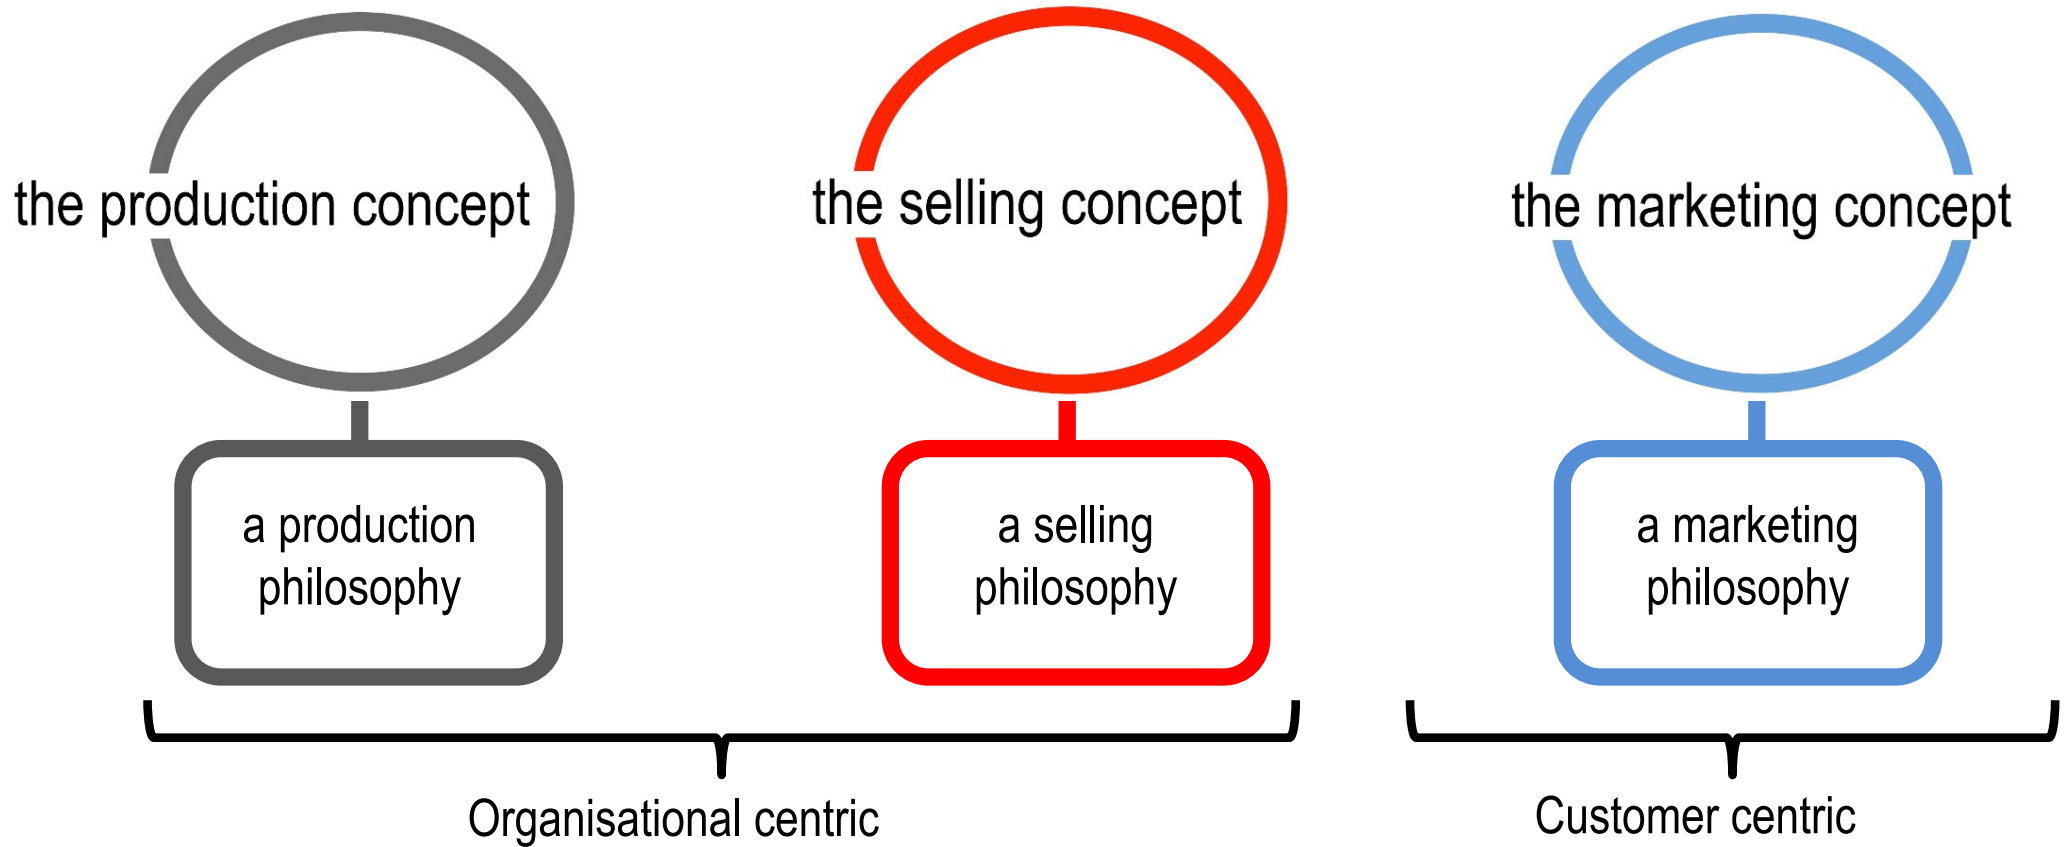 the production concept
the selling concept
the marketing concept
a production
philosophy
a selling
philosophy
a marketing
philosophy
Organisational centric
Customer centric